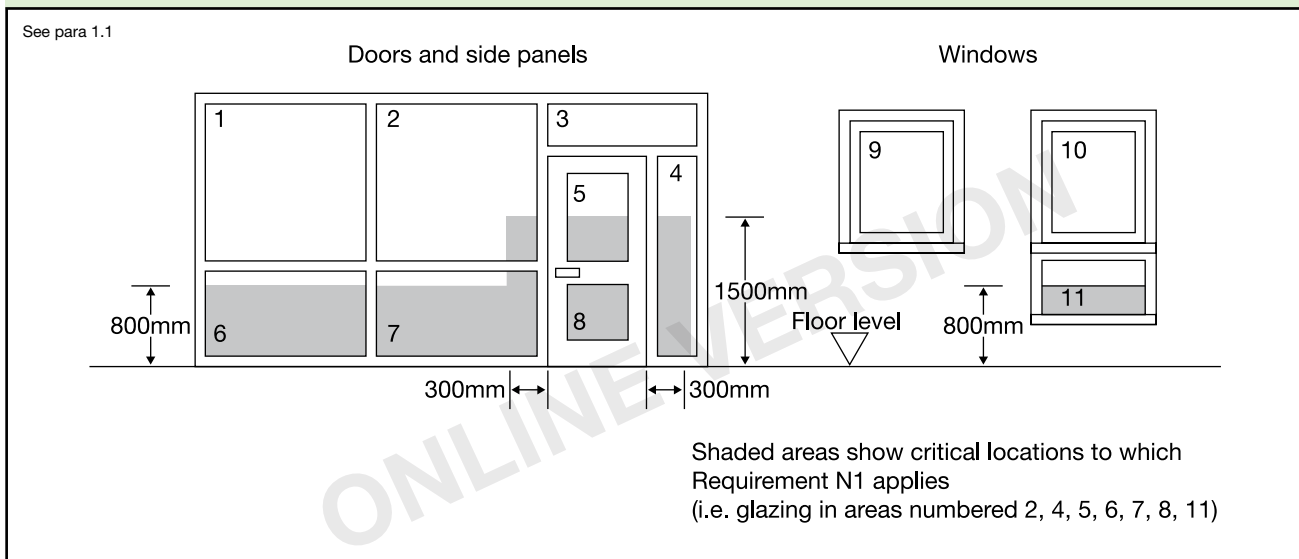 See para 1.1
Doors and side panels
Windows
1
2
3
4
5
6
7
8
9
10
11
800mm
1500mm
Floor level
800mm
300mm
300mm
ONLINE VERSION
Shaded areas show critical locations to which
Requirement N1 applies
(i.e. glazing in areas numbered 2, 4, 5, 6, 7, 8, 11)